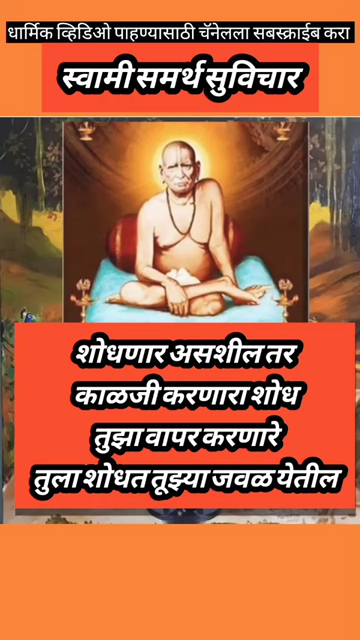 धार्मिक व्हिडिओ पाहण्यासाठी चॅनेलला सबस्क्राईब करा
स्वामी समर्थ सुविचार
शोधणार असशील तर
काळजी करणारा शोध
तुझा वापर करणारे
तुला शोधत तूझ्या जवळ येतील